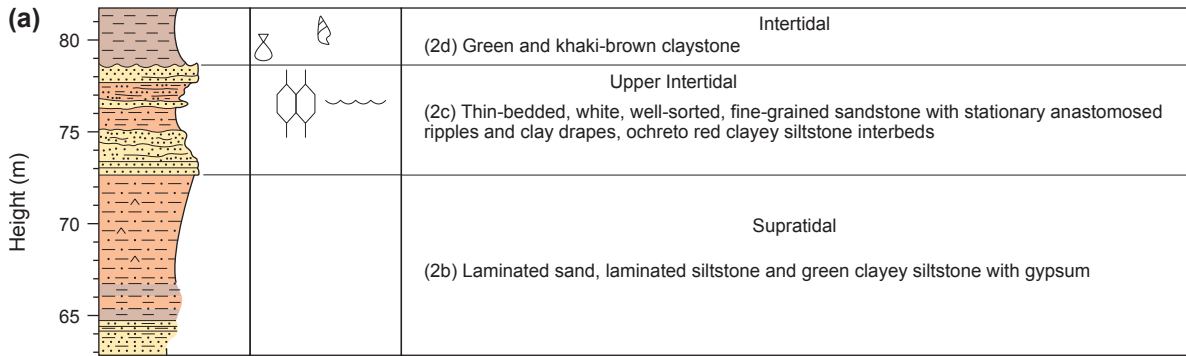 (a)
Height (m)
80
75
70
65
Intertidal
(2d) Green and khaki-brown claystone
Upper Intertidal
(2c) Thin-bedded, white, well-sorted, fine-grained sandstone with stationary anastomosed
ripples and clay drapes, ochreto red clayey siltstone interbeds
Supratidal
(2b) Laminated sand, laminated siltstone and green clayey siltstone with gypsum